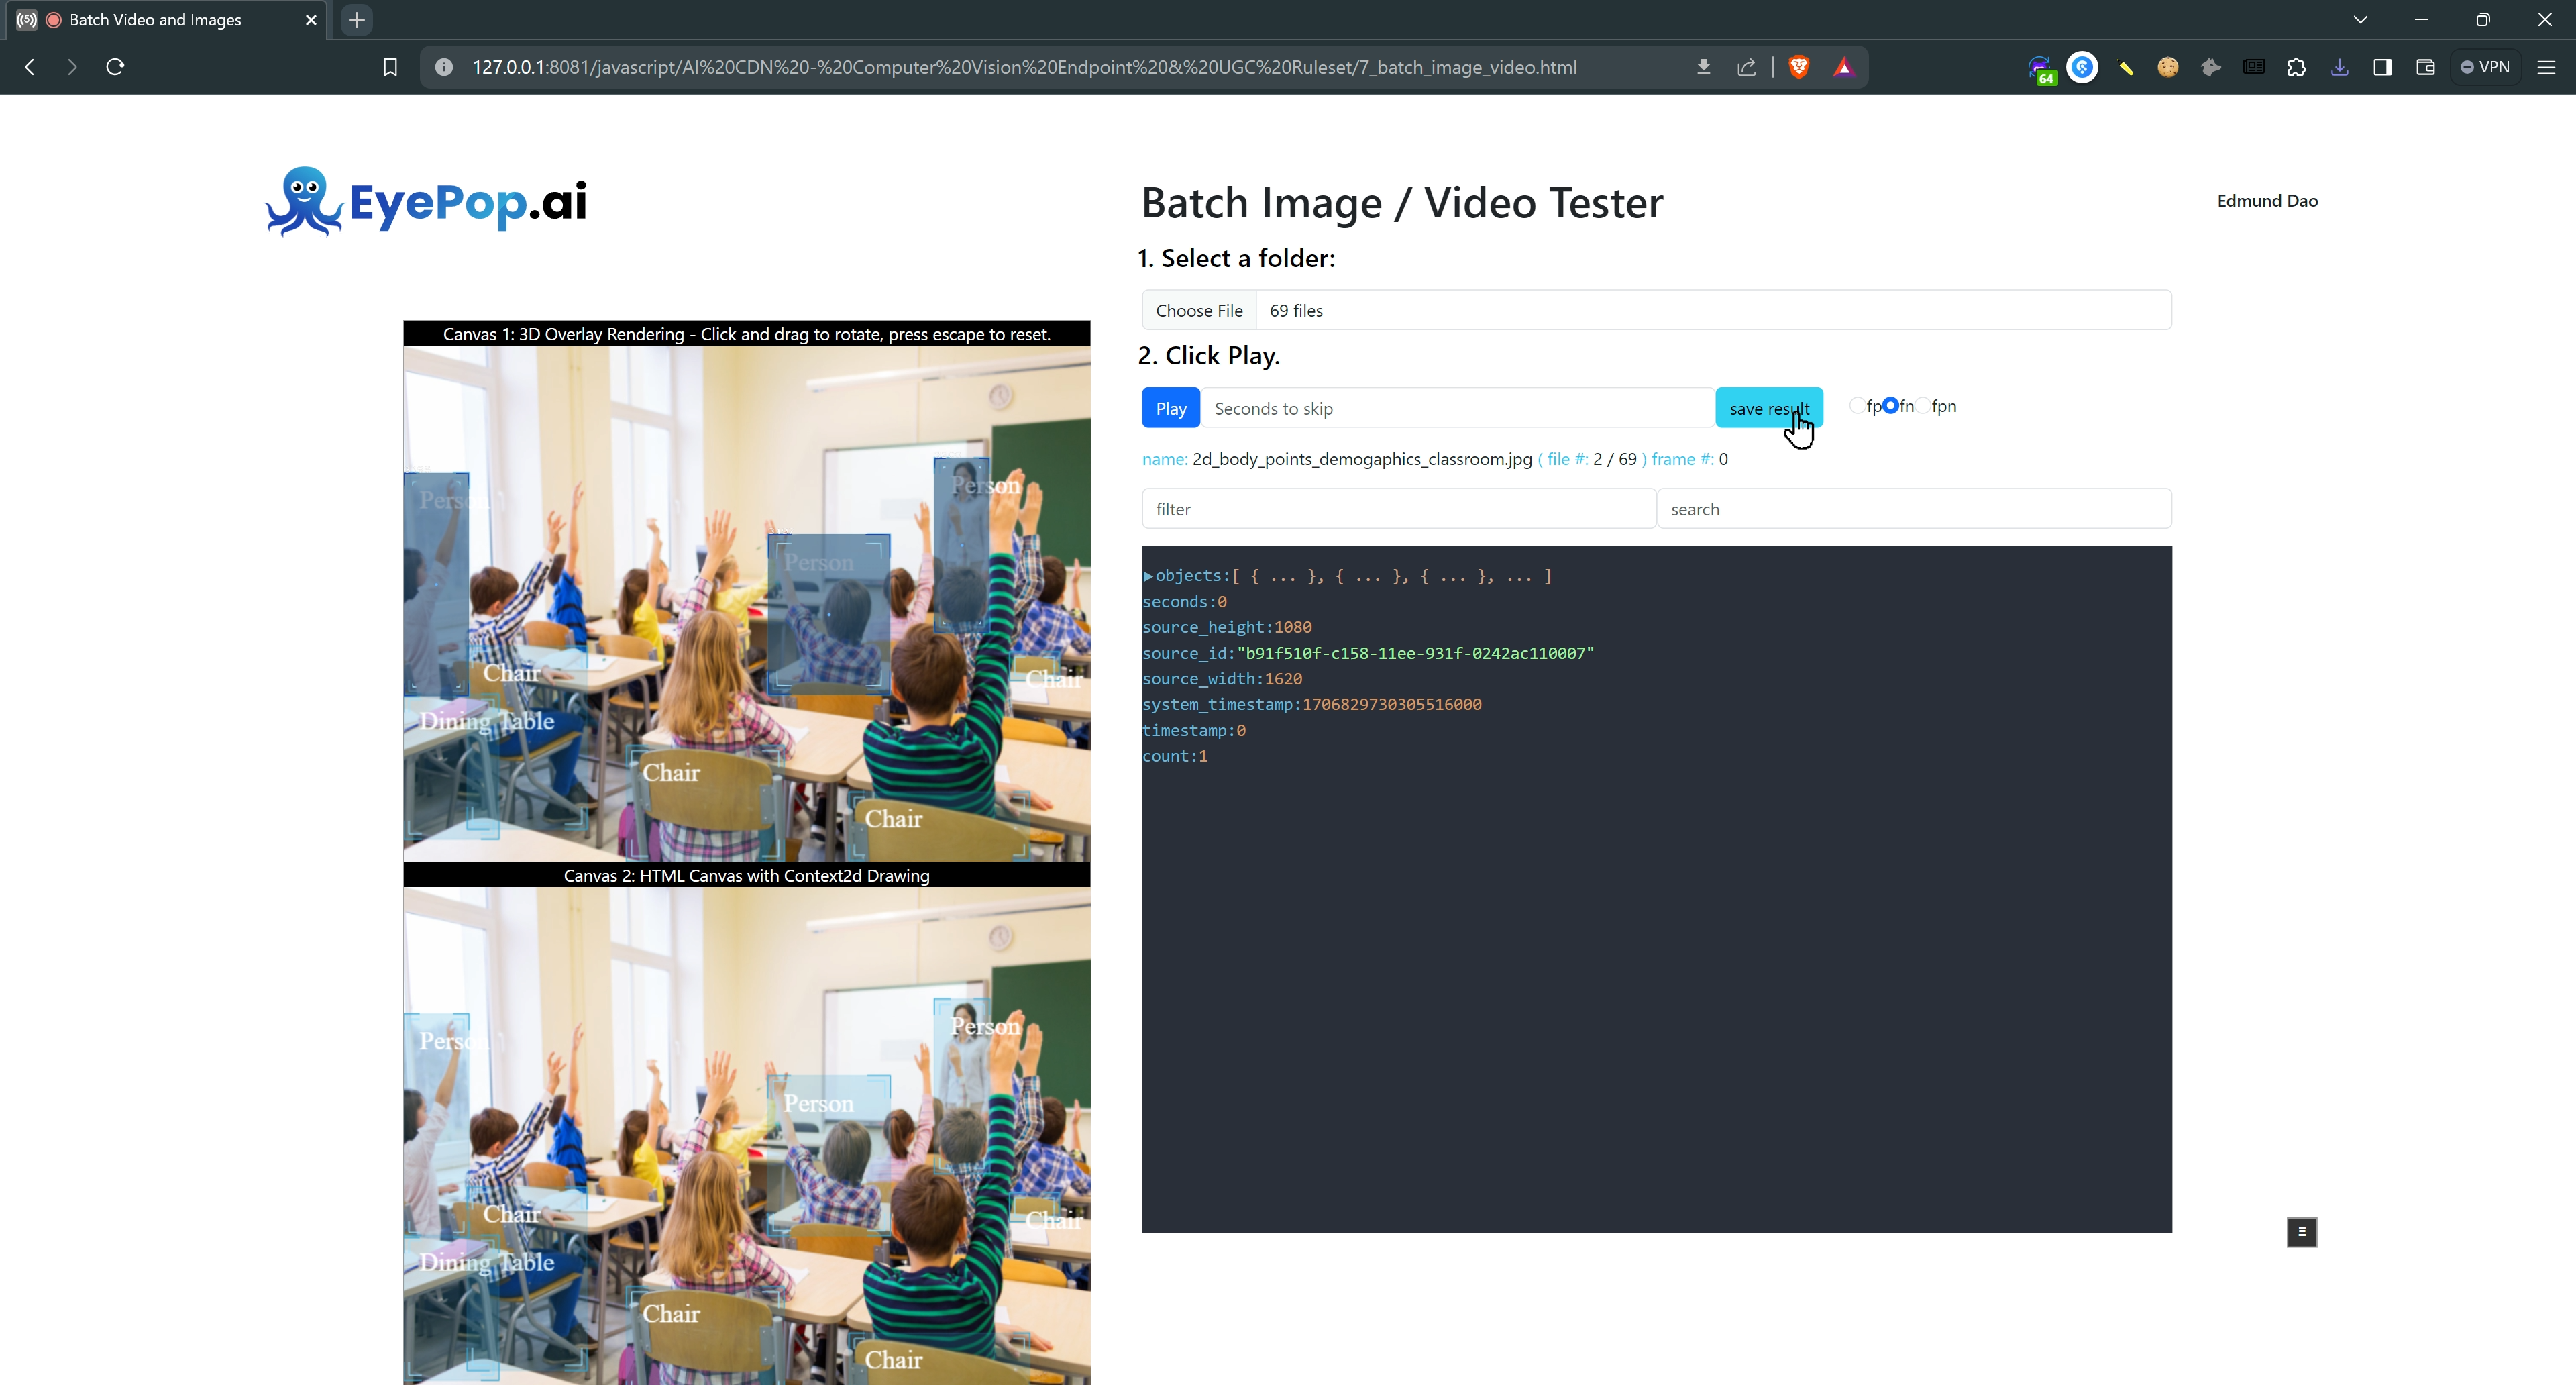 Batch Video and Images
127.0.0.1:8081/javascript/AI%20CDN%20-%20Computer%20Vision%20Endpoint%20&%20UGC%20Ruleset/7_batch_image_video.html
64
VPN
EyePop.ai
Batch Image / Video Tester
Edmund Dao
1. Select a folder:
Choose File 69 files
2. Click Play.
Play Seconds to skip save result fp fn fpn
name: 2d_body_points_demogaphics_classroom.jpg ( file #: 2 / 69 ) frame #: 0
filter search
objects:[ { ... }, { ... }, { ... }, ... ]
seconds:0
source_height:1080
source_id:"b91f510f-c158-11ee-931f-0242ac110007"
source_width:1620
system_timestamp:1706829730305516000
timestamp:0
count:1
Canvas 1: 3D Overlay Rendering - Click and drag to rotate, press escape to reset.
Person
Person
Person
Chair
Chair
Dining Table
Chair
Chair
Canvas 2: HTML Canvas with Context2d Drawing
Person
Person
Person
Chair
Chair
Dining Table
Chair
Chair